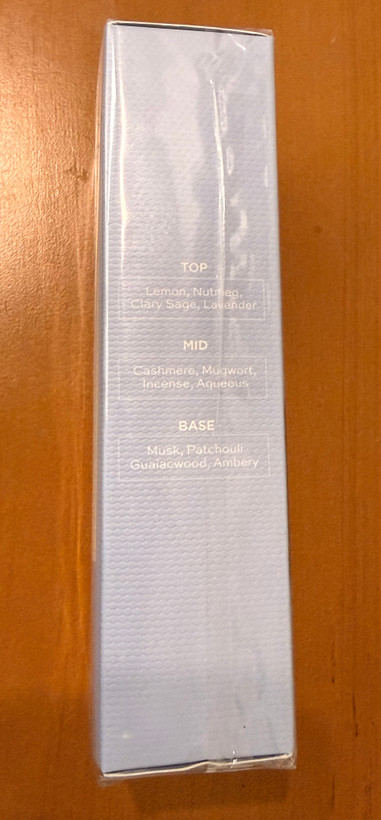 TOP
Lemon, Nutmeg,
Clary Sage, Lavender
MID
Cashmere, Mugwort,
Incense, Aqueous
BASE
Musk, Patchouli
Guaiacwood, Ambery